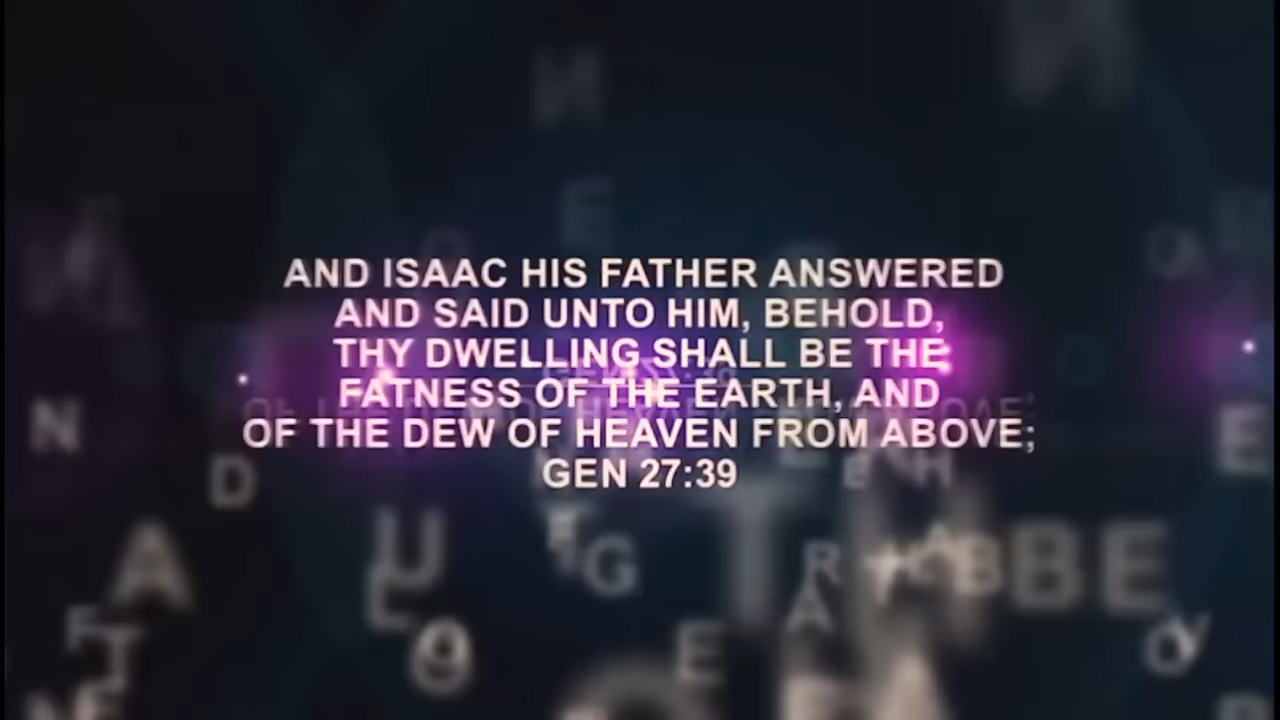 AND ISAAC HIS FATHER ANSWERED
AND SAID UNTO HIM, BEHOLD,
THY DWELLING SHALL BE THE
FATNESS OF THE EARTH, AND
OF THE DEW OF HEAVEN FROM ABOVE;
GEN 27:39